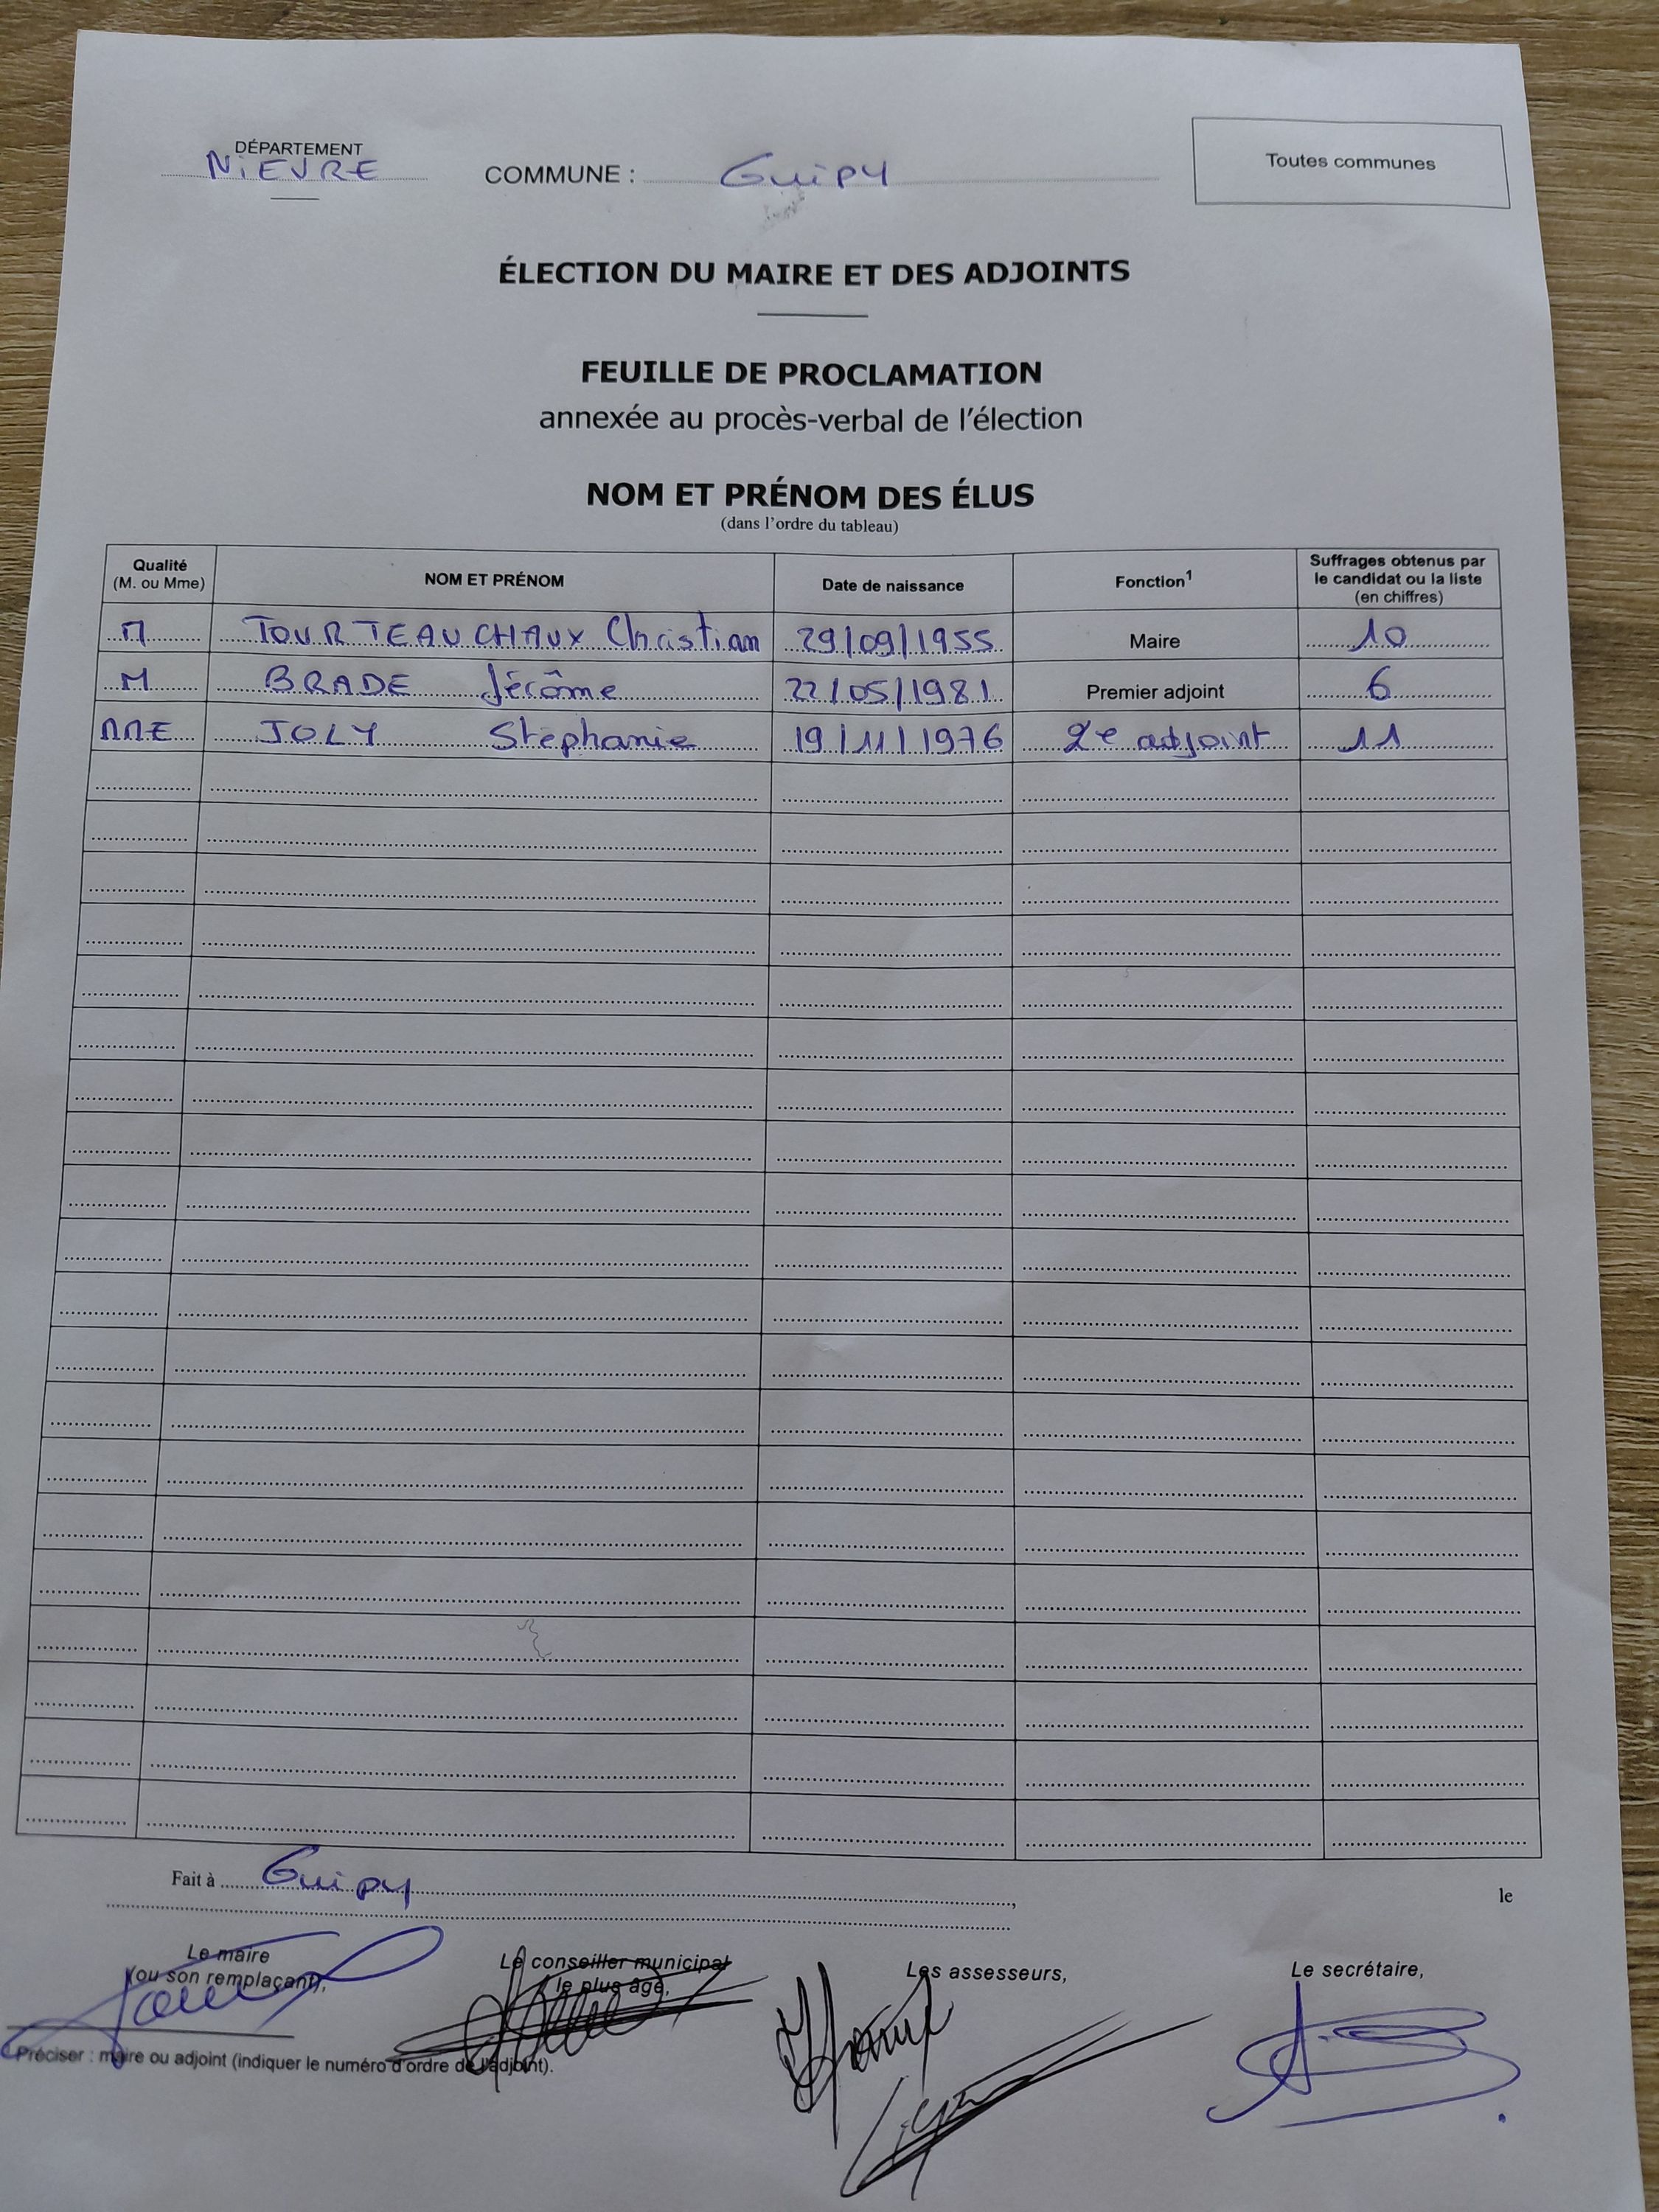 DÉPARTEMENT
NiEVRE
COMMUNE : Guipy
Toutes communes
ÉLECTION DU MAIRE ET DES ADJOINTS
FEUILLE DE PROCLAMATION
annexée au procès-verbal de l'élection
NOM ET PRÉNOM DES ÉLUS
(dans l'ordre du tableau)
Qualité (M. ou Mme) NOM ET PRÉNOM Date de naissance Fonction1 Suffrages obtenus par le candidat ou la liste (en chiffres)
M TOURTEAUCHAUX Christian 29/09/1955 Maire 10
M BRADE Jérôme 22/05/1981 Premier adjoint 6
MME JOLY Stéphanie 19/11/1976 2e adjoint 11
Fait à Guipy, le
Le maire (ou son remplaçant), Le conseiller municipal le plus âgé, Les assesseurs, Le secrétaire,
Préciser : maire ou adjoint (indiquer le numéro d'ordre de l'adjoint).